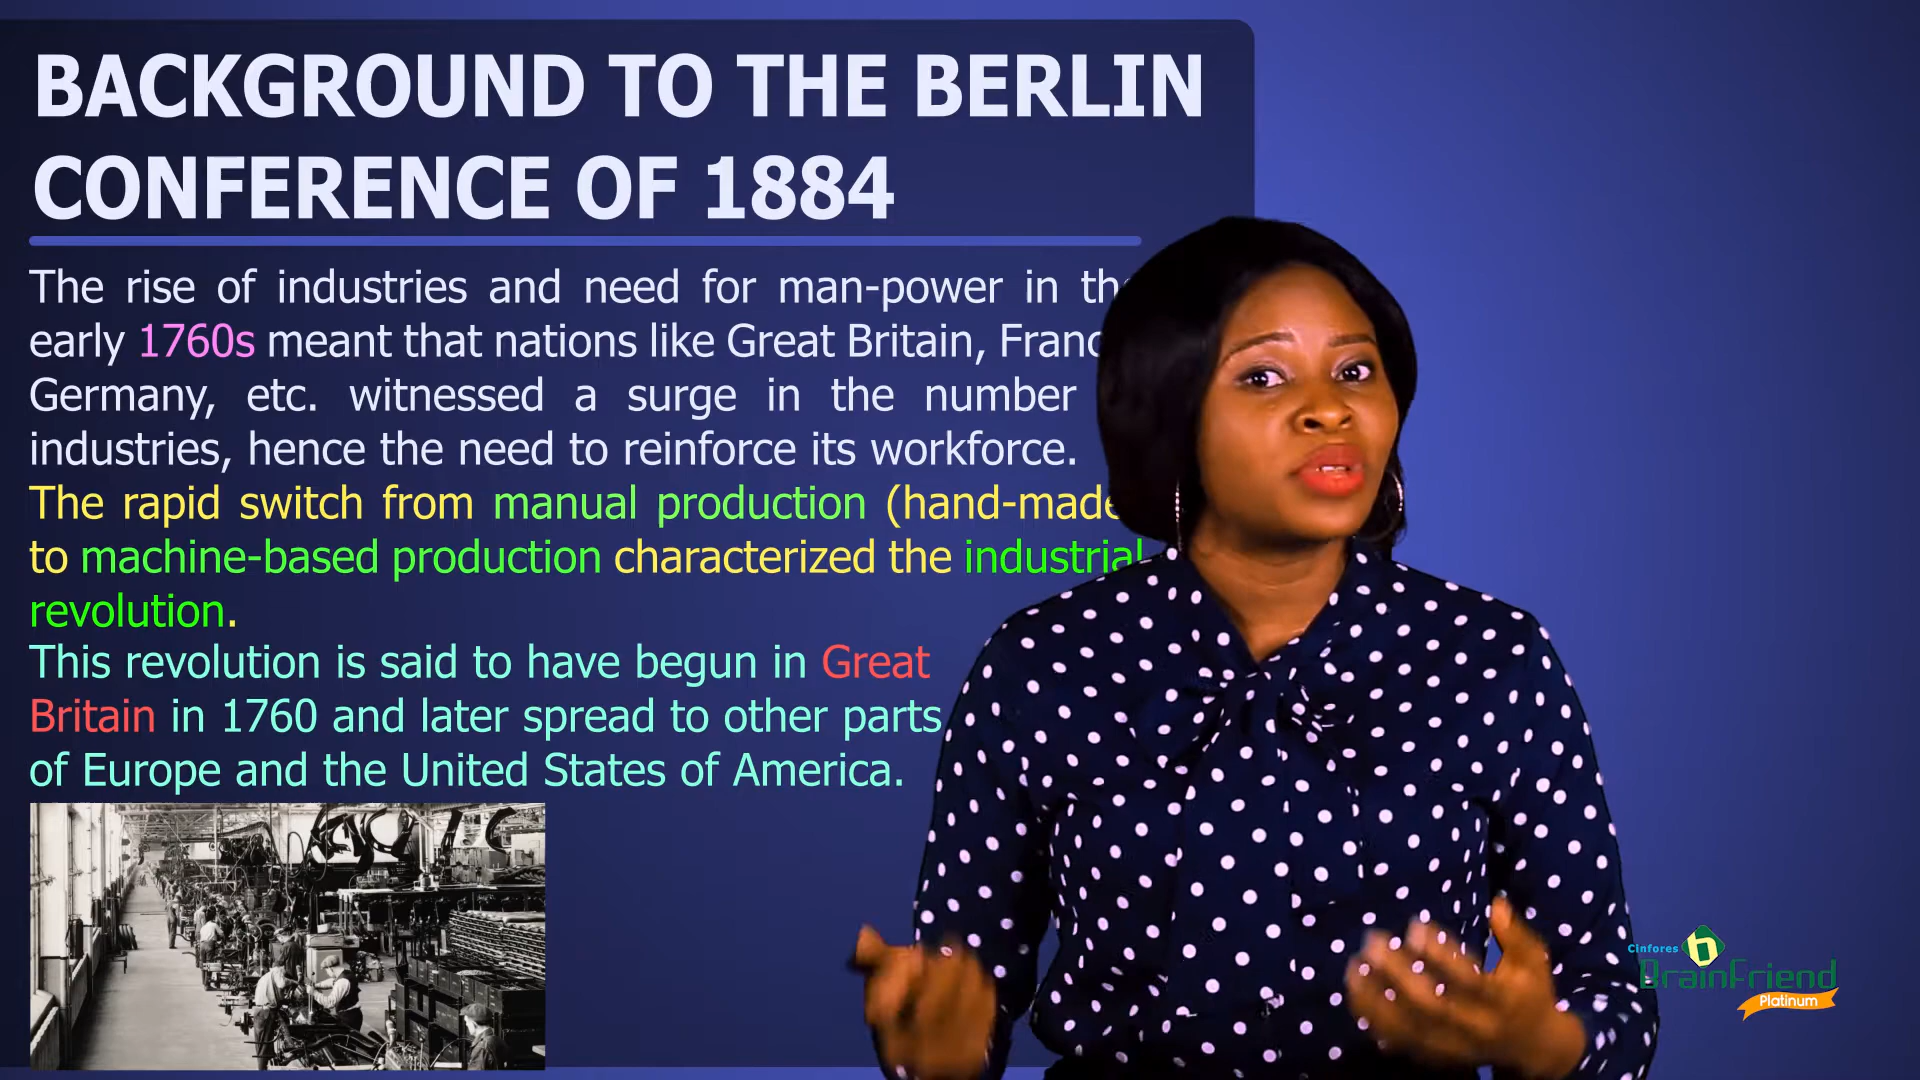 BACKGROUND TO THE BERLIN
CONFERENCE OF 1884
The rise of industries and need for man-power in the
early 1760s meant that nations like Great Britain,
Germany, etc. witnessed a surge in the number
industries, hence the need to reinforce its workforce.
The rapid switch from manual production (hand-made
to machine-based production characterized the industrial
revolution.
This revolution is said to have begun in Great
Britain in 1760 and later spread to other parts
of Europe and the United States of America.
Cinfores
BrainFriend
Platinum